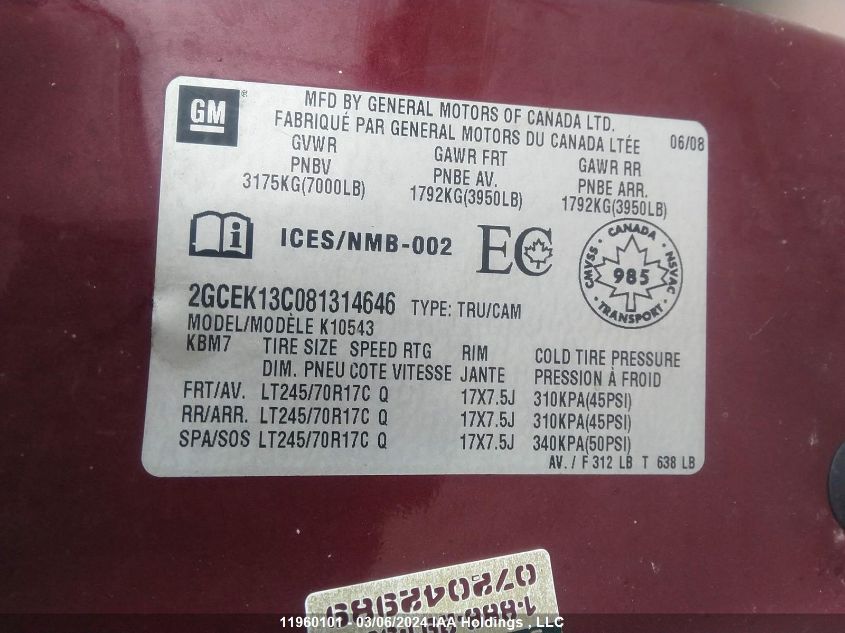 GM
MFD BY GENERAL MOTORS OF CANADA LTD.
FABRIQUÉ PAR GENERAL MOTORS DU CANADA LTÉE 06/08
GVWR GAWR FRT GAWR RR
PNBV PNBE AV. PNBE ARR.
3175KG(7000LB) 1792KG(3950LB) 1792KG(3950LB)
ICES/NMB-002 EC
CANADA
CMVSS 985 NSVAC
TRANSPORT
2GCEK13C081314646 TYPE: TRU/CAM
MODEL/MODÈLE K10543
KBM7 TIRE SIZE SPEED RTG RIM COLD TIRE PRESSURE
DIM. PNEU COTE VITESSE JANTE PRESSION À FROID
FRT/AV. LT245/70R17C Q 17X7.5J 310KPA(45PSI)
RR/ARR. LT245/70R17C Q 17X7.5J 310KPA(45PSI)
SPA/SOS LT245/70R17C Q 17X7.5J 340KPA(50PSI)
AV. / F 312 LB T 638 LB
11960101 - 03/06/2024 IAA Holdings , LLC